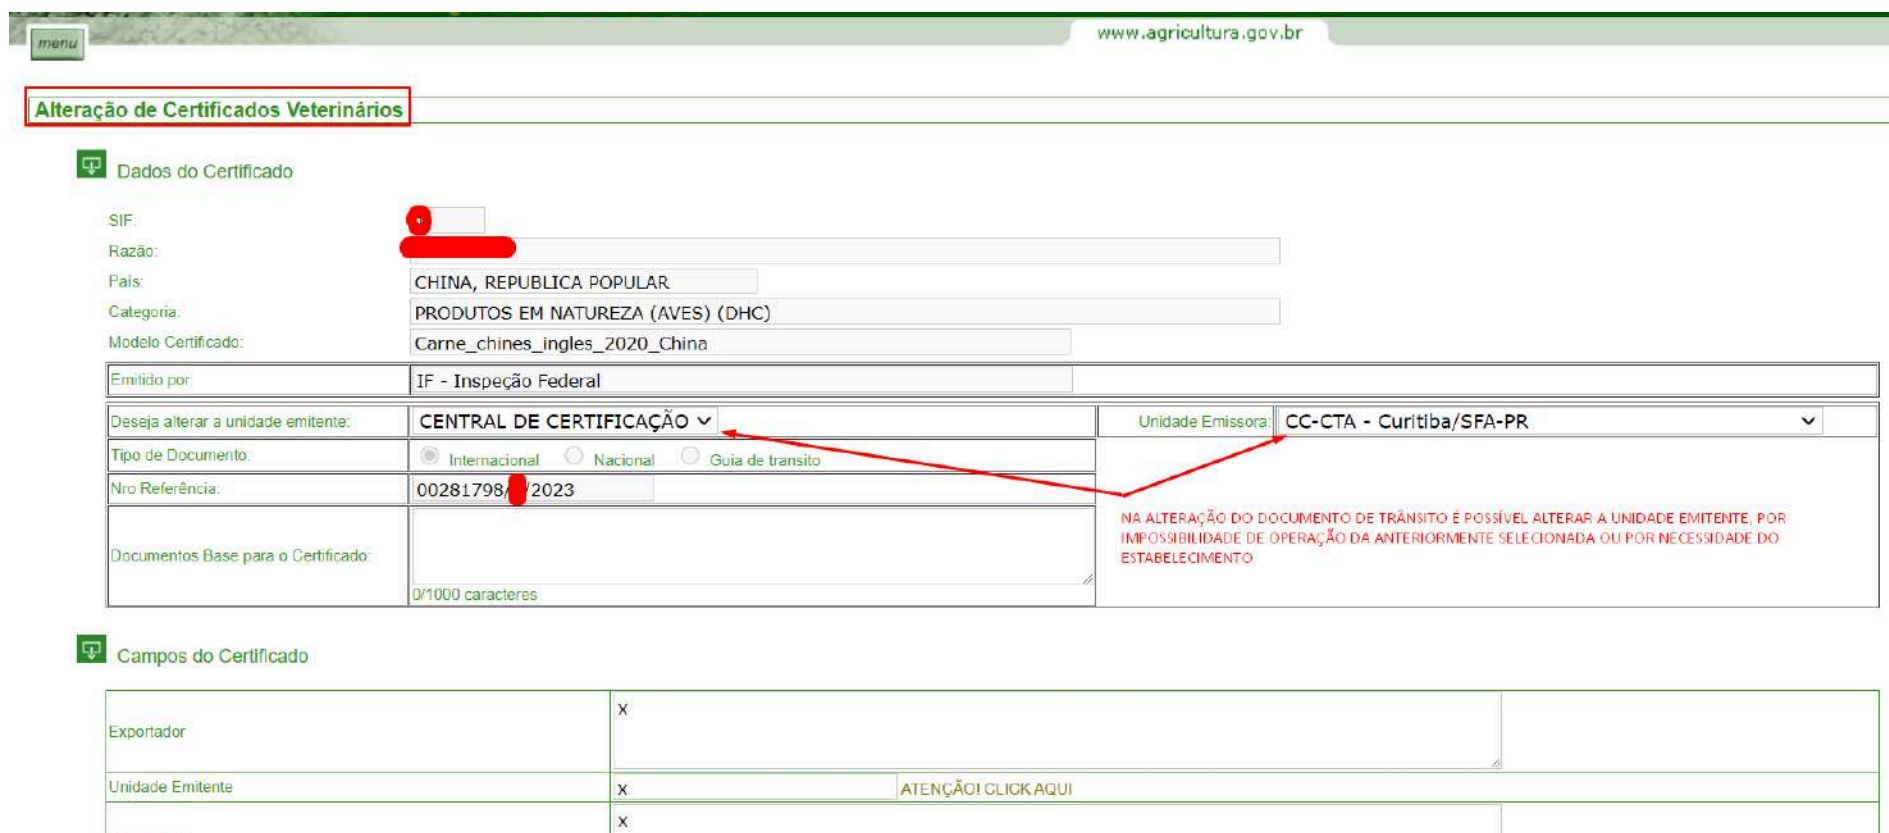 menu
www.agricultura.gov.br
Alteração de Certificados Veterinários
Dados do Certificado
SIF:
Razão:
País:
CHINA, REPUBLICA POPULAR
Categoria:
PRODUTOS EM NATUREZA (AVES) (DHC)
Modelo Certificado:
Carne_chines_ingles_2020_China
Emitido por:
IF - Inspeção Federal
Deseja alterar a unidade emitente:
CENTRAL DE CERTIFICAÇÃO
Unidade Emissora:
CC-CTA - Curitiba/SFA-PR
Tipo de Documento:
Internacional Nacional Guia de transito
Nro Referência:
00281798/ /2023
Documentos Base para o Certificado:
0/1000 caracteres
NA ALTERAÇÃO DO DOCUMENTO DE TRÂNSITO É POSSÍVEL ALTERAR A UNIDADE EMITENTE, POR
IMPOSSIBILIDADE DE OPERAÇÃO DA ANTERIORMENTE SELECIONADA OU POR NECESSIDADE DO
ESTABELECIMENTO
Campos do Certificado
Exportador
X
Unidade Emitente
X
ATENÇÃO! CLICK AQUI
X